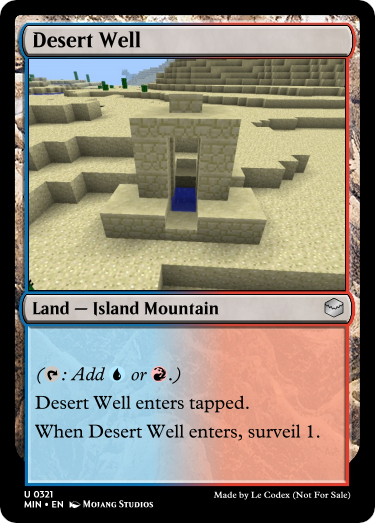 Desert Well
Land — Island Mountain
(: Add or .)
Desert Well enters tapped.
When Desert Well enters, surveil 1.
U 0321
MIN • EN Mojang Studios
Made by Le Codex (Not For Sale)